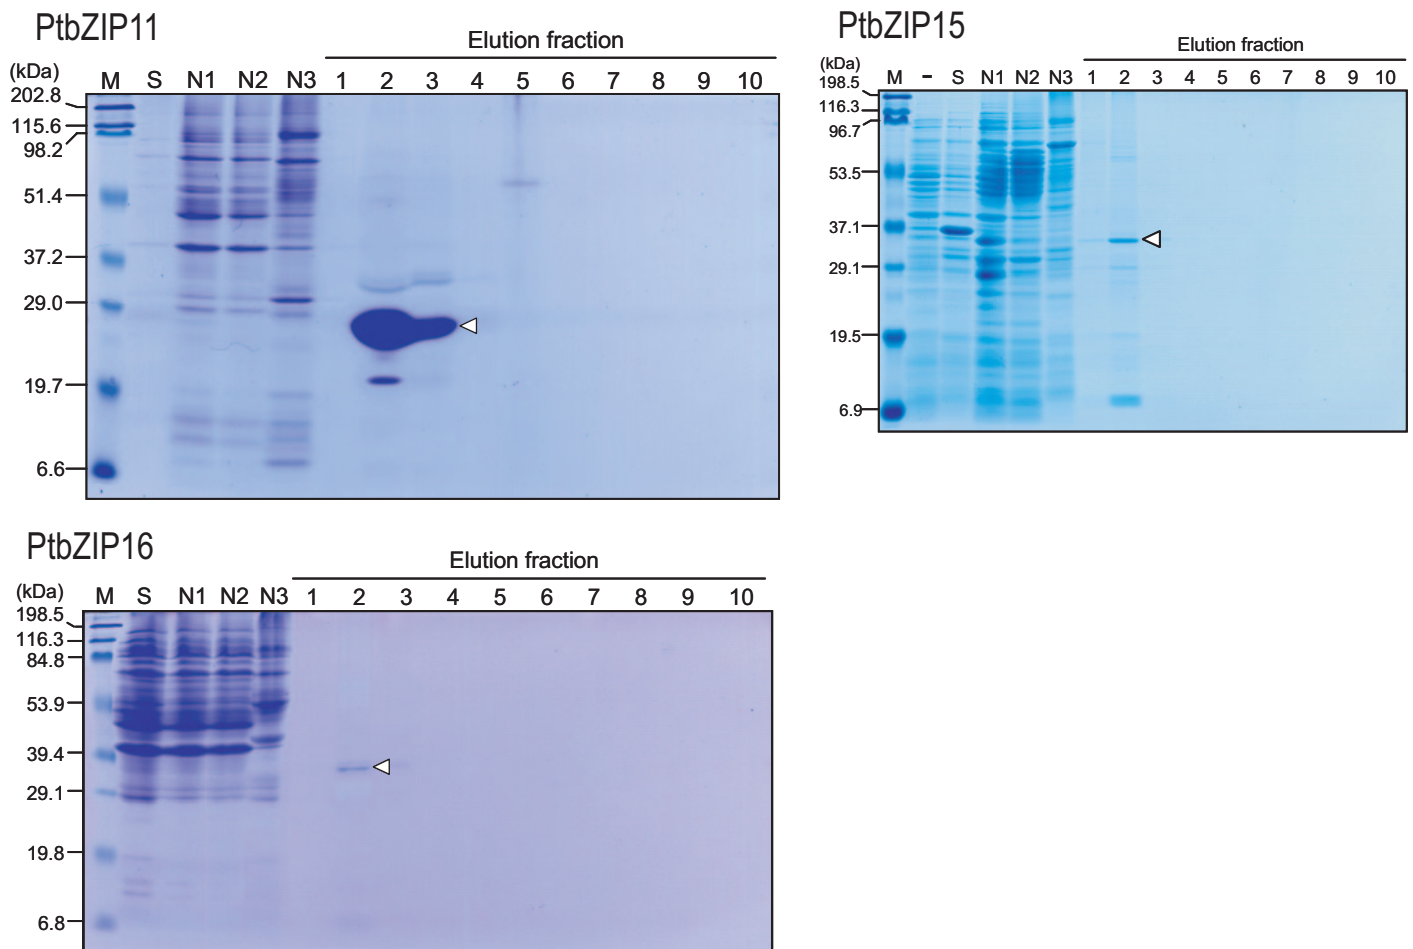 PtbZIP11
Elution fraction
(kDa) M S N1 N2 N3 1 2 3 4 5 6 7 8 9 10
202.8
115.6
98.2
51.4
37.2
29.0
19.7
6.6
PtbZIP15
Elution fraction
(kDa) M – S N1 N2 N3 1 2 3 4 5 6 7 8 9 10
198.5
116.3
96.7
53.5
37.1
29.1
19.5
6.9
PtbZIP16
Elution fraction
(kDa) M S N1 N2 N3 1 2 3 4 5 6 7 8 9 10
198.5
116.3
84.8
53.9
39.4
29.1
19.8
6.8